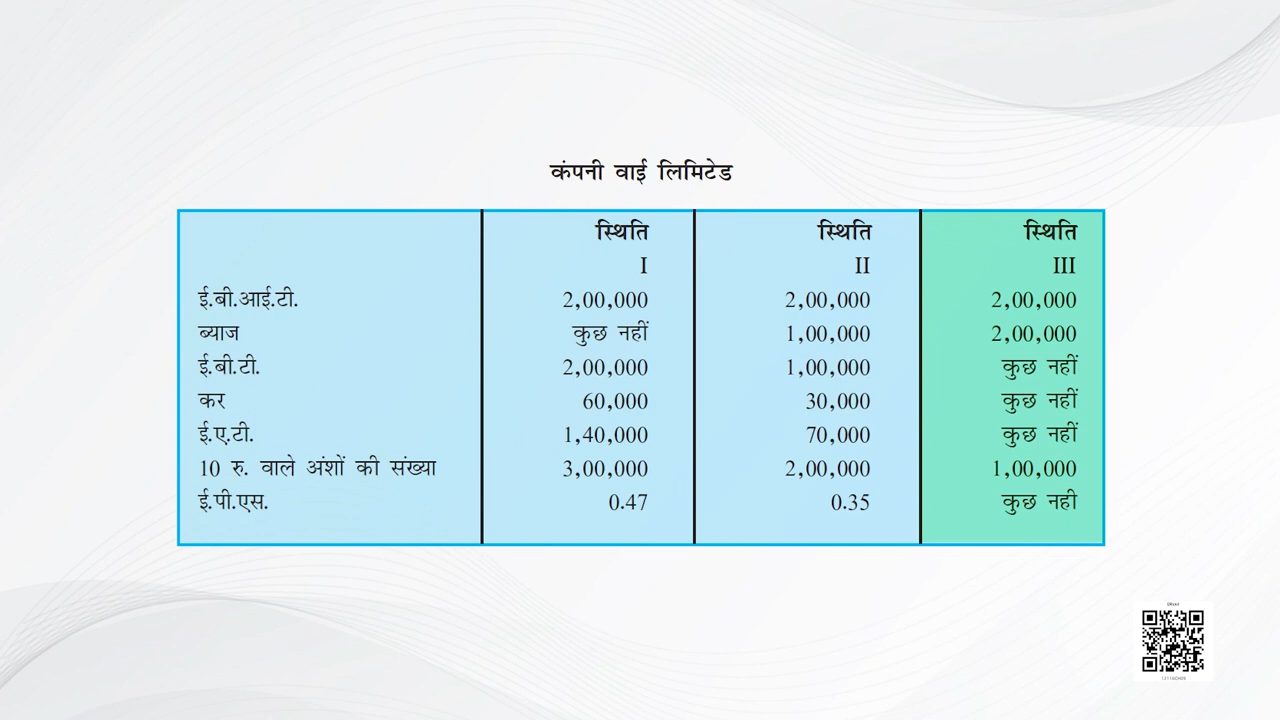 कंपनी वाई लिमिटेड
स्थिति स्थिति स्थिति
I II III
ई.बी.आई.टी. 2,00,000 2,00,000 2,00,000
ब्याज कुछ नहीं 1,00,000 2,00,000
ई.बी.टी. 2,00,000 1,00,000 कुछ नहीं
कर 60,000 30,000 कुछ नहीं
ई.ए.टी. 1,40,000 70,000 कुछ नहीं
10 रु. वाले अंशों की संख्या 3,00,000 2,00,000 1,00,000
ई.पी.एस. 0.47 0.35 कुछ नही